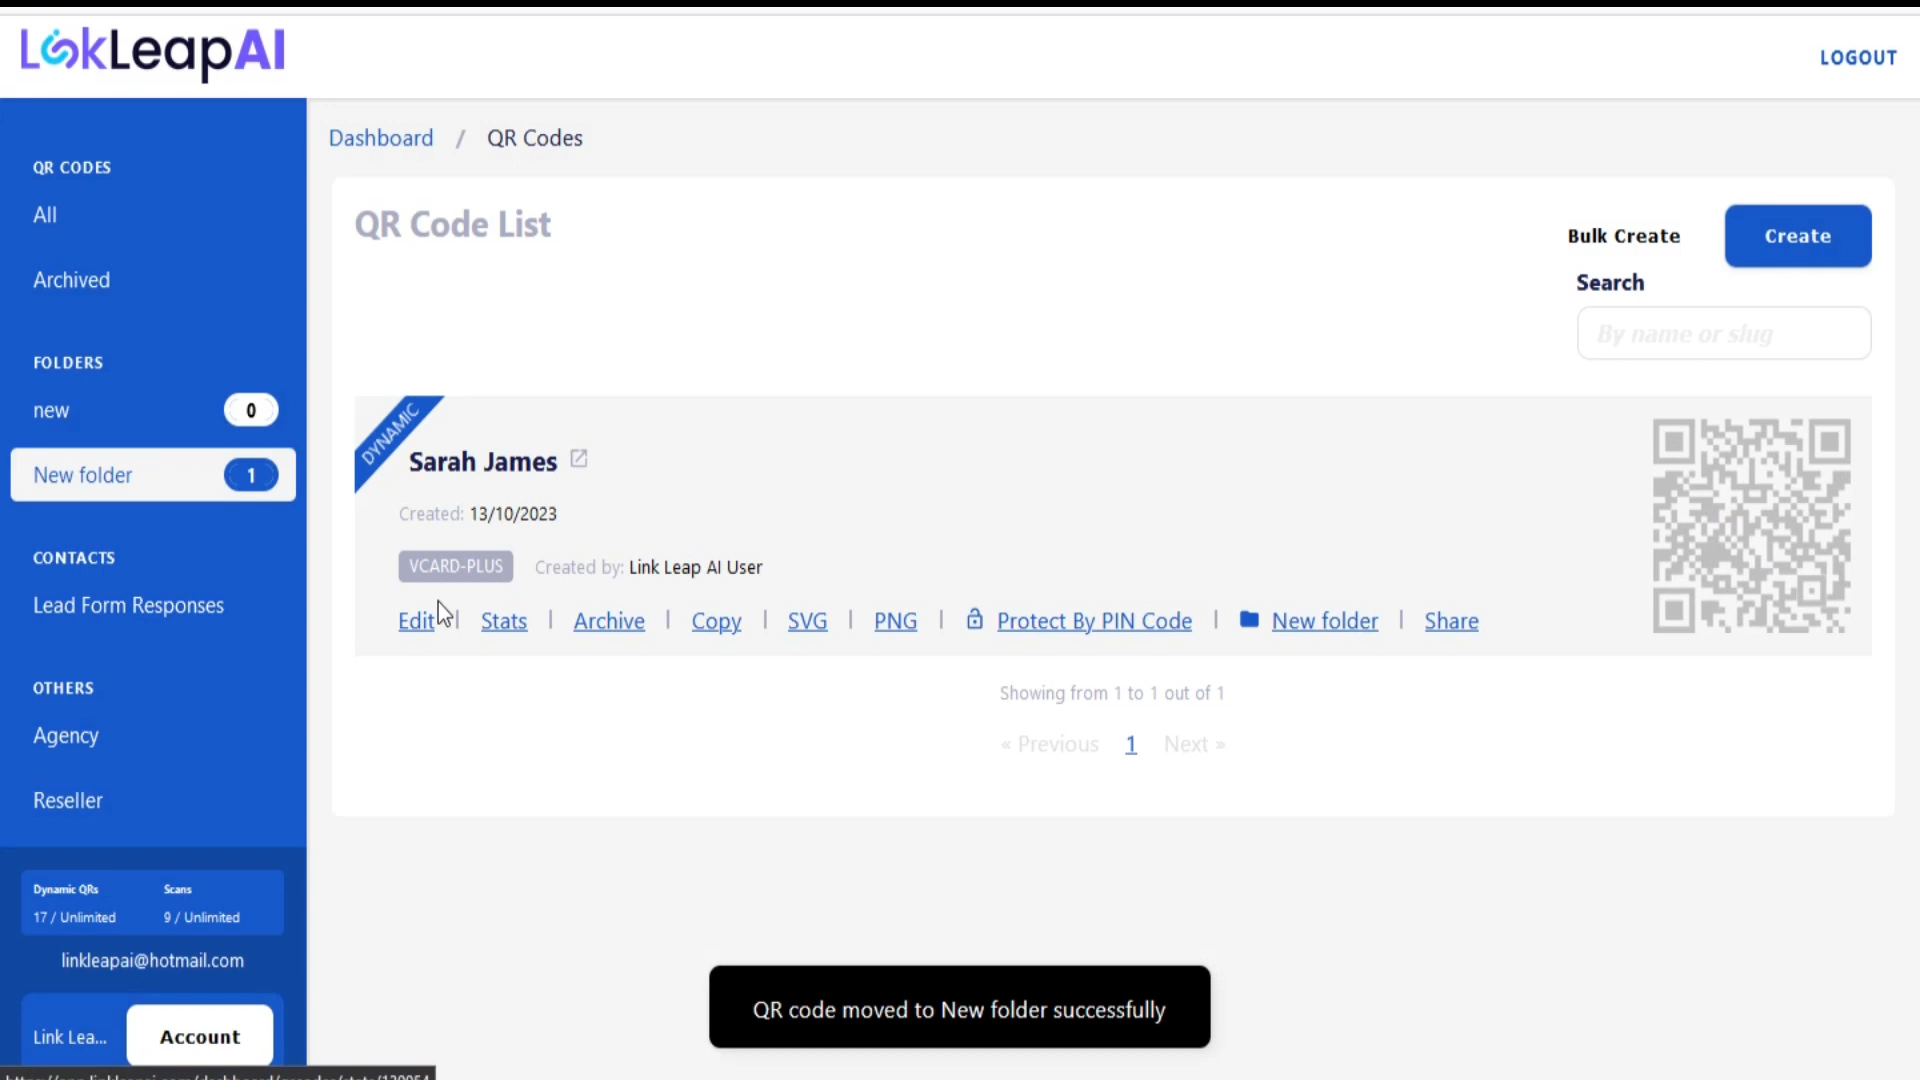 LinkLeapAI
LOGOUT
Dashboard / QR Codes
QR CODES
All
Archived
FOLDERS
new 0
New folder 1
CONTACTS
Lead Form Responses
OTHERS
Agency
Reseller
Dynamic QRs Scans
17 / Unlimited 9 / Unlimited
linkleapai@hotmail.com
Link Lea... Account
QR Code List
Bulk Create Create
Search
By name or slug
DYNAMIC
Sarah James
Created: 13/10/2023
VCARD-PLUS Created by: Link Leap AI User
Edit | Stats | Archive | Copy | SVG | PNG | Protect By PIN Code | New folder | Share
Showing from 1 to 1 out of 1
« Previous 1 Next »
QR code moved to New folder successfully